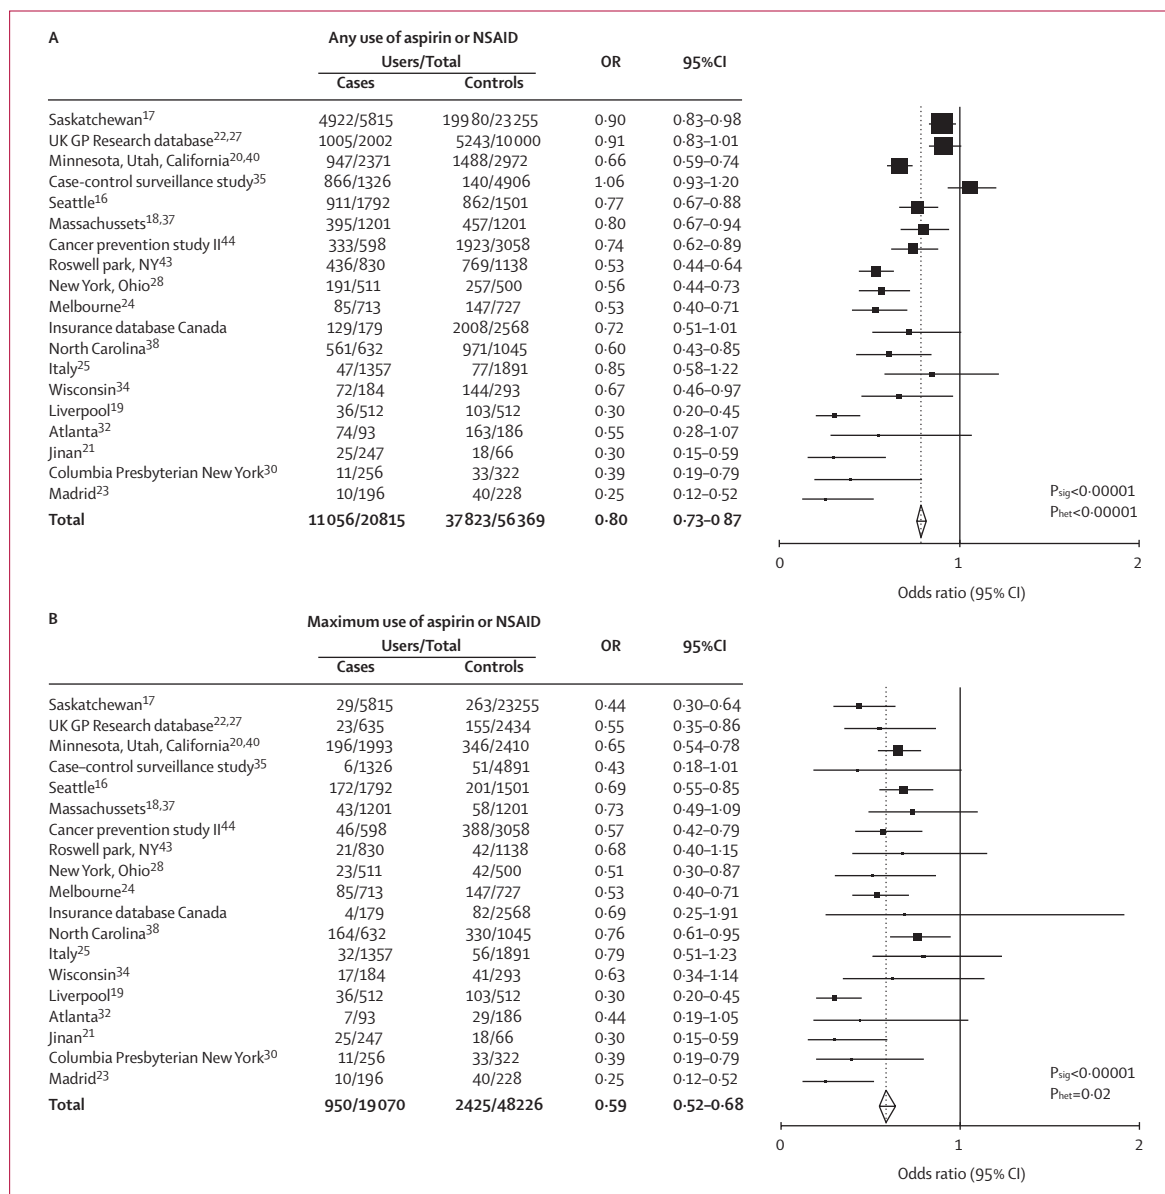 A Any use of aspirin or NSAID
Users/Total OR 95%CI
Cases Controls
Saskatchewan17 4922/5815 19980/23255 0·90 0·83–0·98
UK GP Research database22,27 1005/2002 5243/10000 0·91 0·83–1·01
Minnesota, Utah, California20,40 947/2371 1488/2972 0·66 0·59–0·74
Case-control surveillance study35 866/1326 140/4906 1·06 0·93–1·20
Seattle16 911/1792 862/1501 0·77 0·67–0·88
Massachussets18,37 395/1201 457/1201 0·80 0·67–0·94
Cancer prevention study II44 333/598 1923/3058 0·74 0·62–0·89
Roswell park, NY43 436/830 769/1138 0·53 0·44–0·64
New York, Ohio28 191/511 257/500 0·56 0·44–0·73
Melbourne24 85/713 147/727 0·53 0·40–0·71
Insurance database Canada 129/179 2008/2568 0·72 0·51–1·01
North Carolina38 561/632 971/1045 0·60 0·43–0·85
Italy25 47/1357 77/1891 0·85 0·58–1·22
Wisconsin34 72/184 144/293 0·67 0·46–0·97
Liverpool19 36/512 103/512 0·30 0·20–0·45
Atlanta32 74/93 163/186 0·55 0·28–1·07
Jinan21 25/247 18/66 0·30 0·15–0·59
Columbia Presbyterian New York30 11/256 33/322 0·39 0·19–0·79
Madrid23 10/196 40/228 0·25 0·12–0·52
Total 11056/20815 37823/56369 0·80 0·73–0 87
Psig<0·00001
Phet<0·00001
0 1 2
Odds ratio (95% CI)
B Maximum use of aspirin or NSAID
Users/Total OR 95%CI
Cases Controls
Saskatchewan17 29/5815 263/23255 0·44 0·30–0·64
UK GP Research database22,27 23/635 155/2434 0·55 0·35–0·86
Minnesota, Utah, California20,40 196/1993 346/2410 0·65 0·54–0·78
Case–control surveillance study35 6/1326 51/4891 0·43 0·18–1·01
Seattle16 172/1792 201/1501 0·69 0·55–0·85
Massachussets18,37 43/1201 58/1201 0·73 0·49–1·09
Cancer prevention study II44 46/598 388/3058 0·57 0·42–0·79
Roswell park, NY43 21/830 42/1138 0·68 0·40–1·15
New York, Ohio28 23/511 42/500 0·51 0·30–0·87
Melbourne24 85/713 147/727 0·53 0·40–0·71
Insurance database Canada 4/179 82/2568 0·69 0·25–1·91
North Carolina38 164/632 330/1045 0·76 0·61–0·95
Italy25 32/1357 56/1891 0·79 0·51–1·23
Wisconsin34 17/184 41/293 0·63 0·34–1·14
Liverpool19 36/512 103/512 0·30 0·20–0·45
Atlanta32 7/93 29/186 0·44 0·19–1·05
Jinan21 25/247 18/66 0·30 0·15–0·59
Columbia Presbyterian New York30 11/256 33/322 0·39 0·19–0·79
Madrid23 10/196 40/228 0·25 0·12–0·52
Total 950/19070 2425/48226 0·59 0·52–0·68
Psig<0·00001
Phet=0·02
0 1 2
Odds ratio (95% CI)